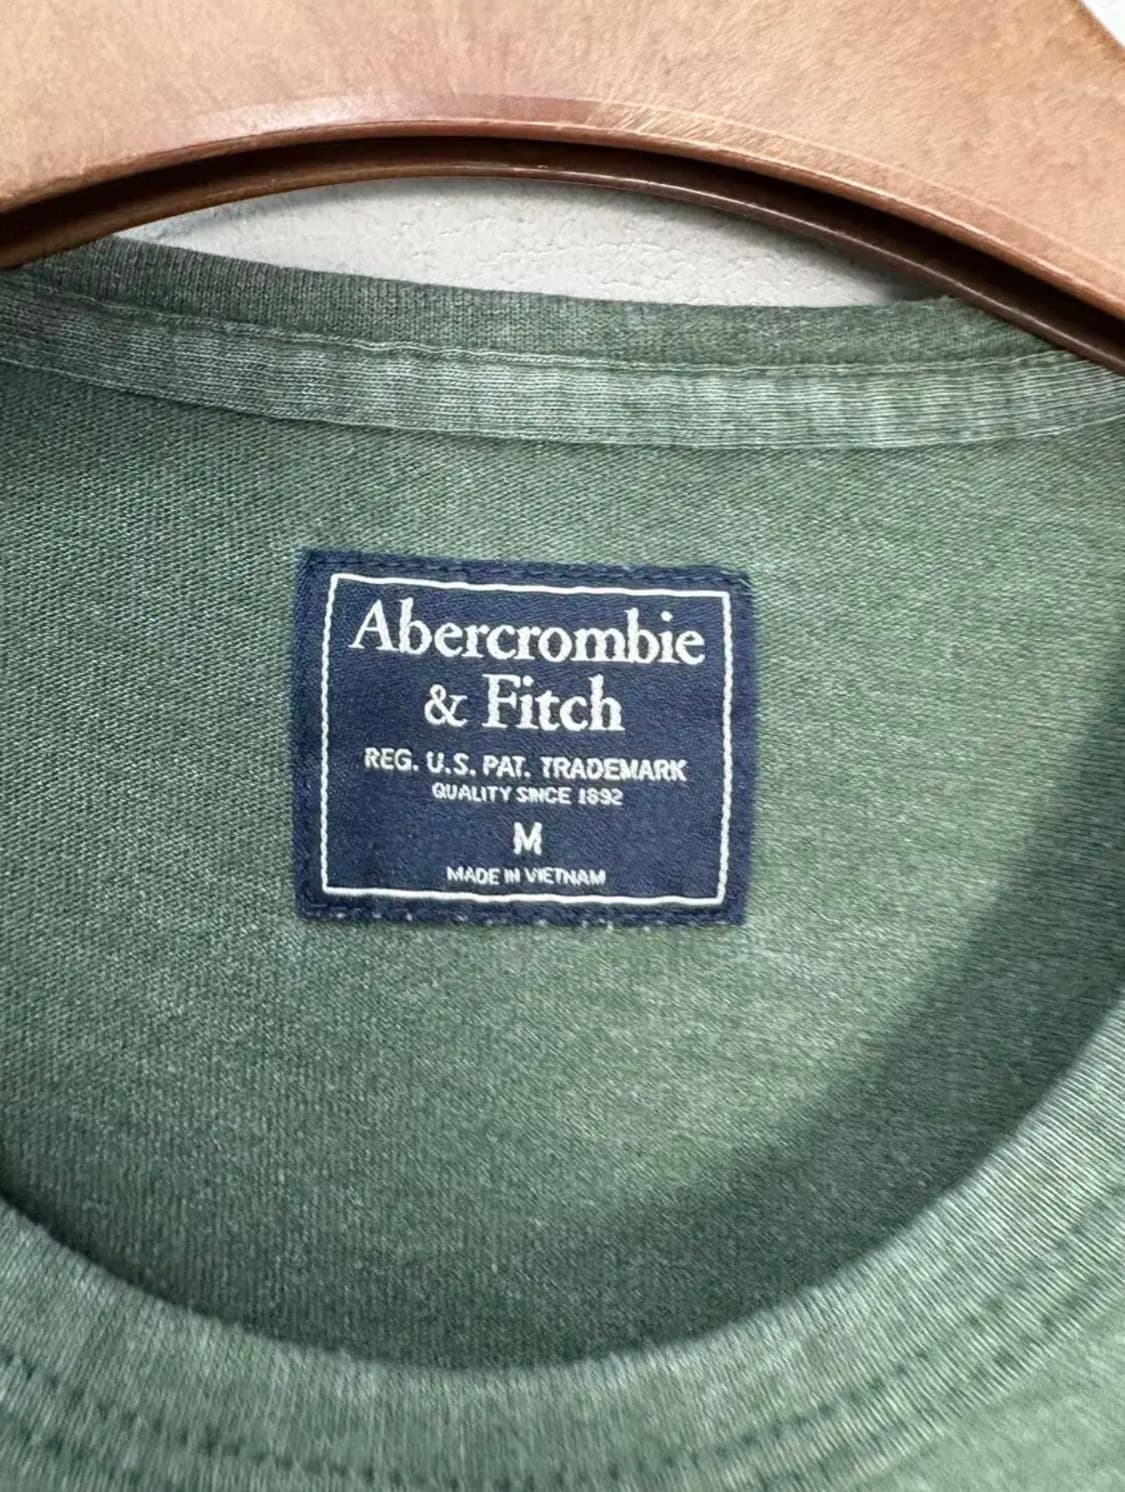 Abercrombie
& Fitch
REG. U.S. PAT. TRADEMARK
QUALITY SINCE 1892
M
MADE IN VIETNAM